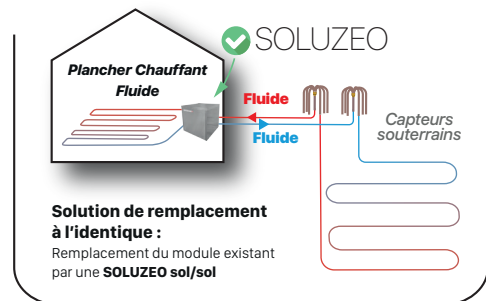 SOLUZEO
Plancher Chauffant
Fluide
Fluide
Fluide
Capteurs
souterrains
Solution de remplacement
à l'identique :
Remplacement du module existant
par une SOLUZEO sol/sol